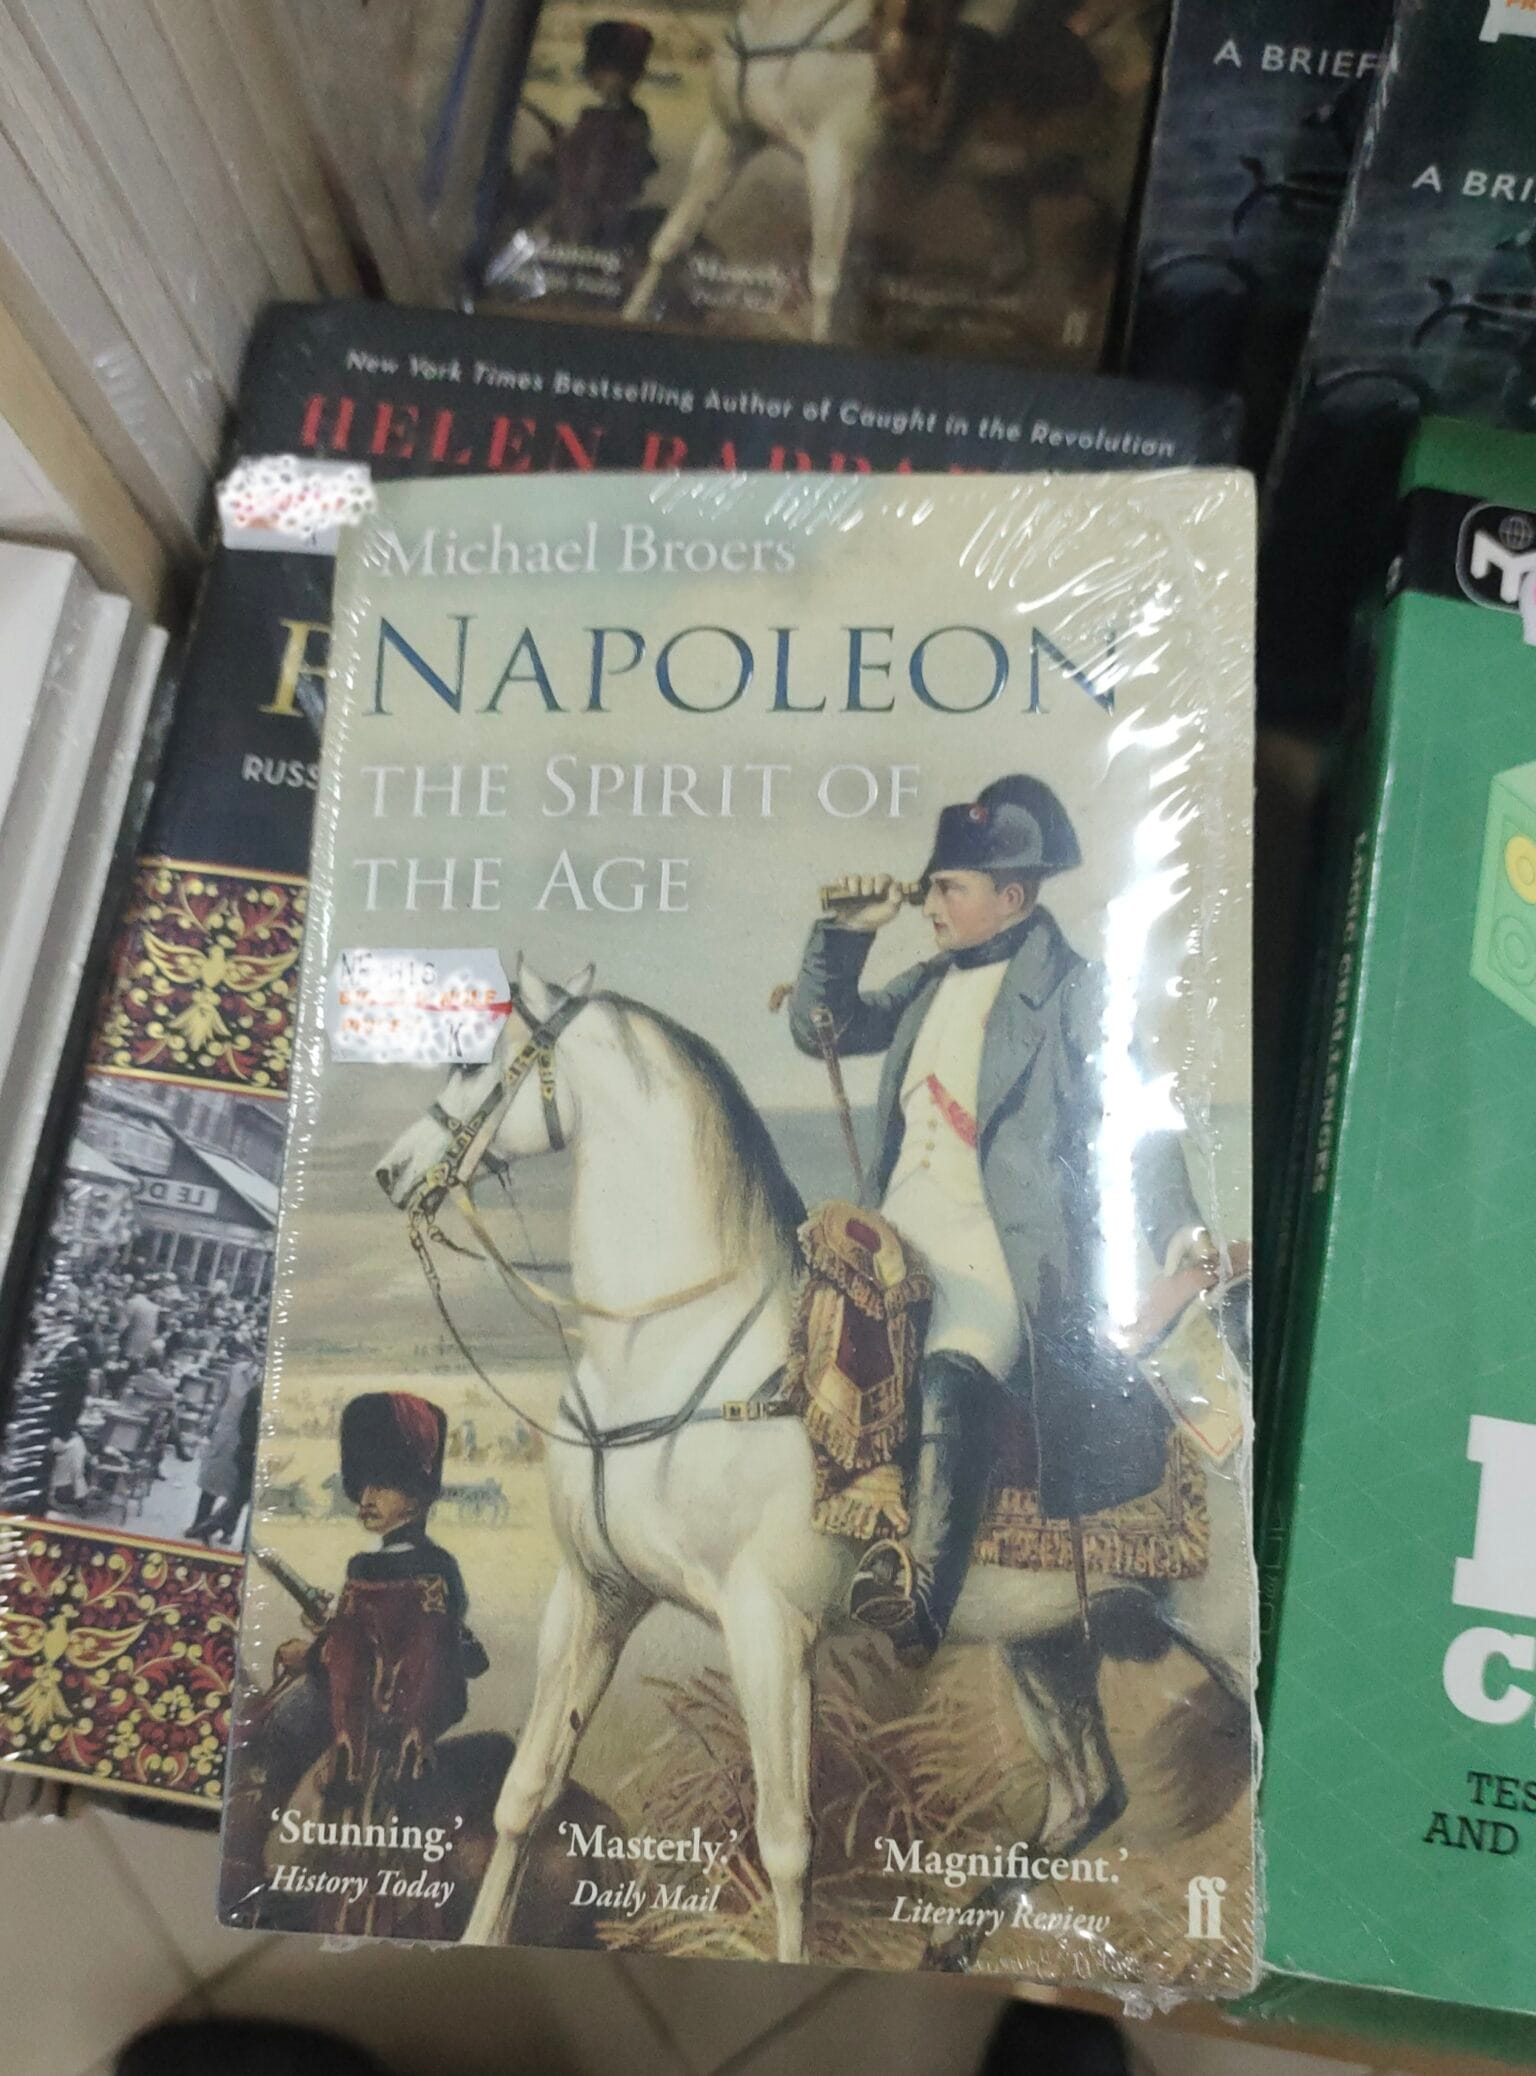 A BRIEF
A BRI
New York Times Bestselling Author of Caught in the Revolution
HELEN
RUSS
Michael Broers
NAPOLEON
THE SPIRIT OF
THE AGE
'Stunning.'
History Today
'Masterly.'
Daily Mail
'Magnificent.'
Literary Review
ff
TES
AND